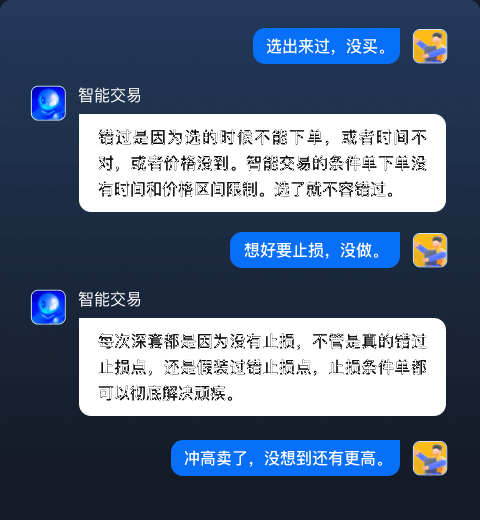 选出来过，没买。
智能交易
错过是因为选的时候不能下单，或者时间不
对，或者价格没到。智能交易的条件单下单没
有时间和价格区间限制。选了就不容错过。
想好要止损，没做。
智能交易
每次深套都是因为没有止损，不管是真的错过
止损点，还是假装过错止损点，止损条件单都
可以彻底解决顽疾。
冲高卖了，没想到还有更高。